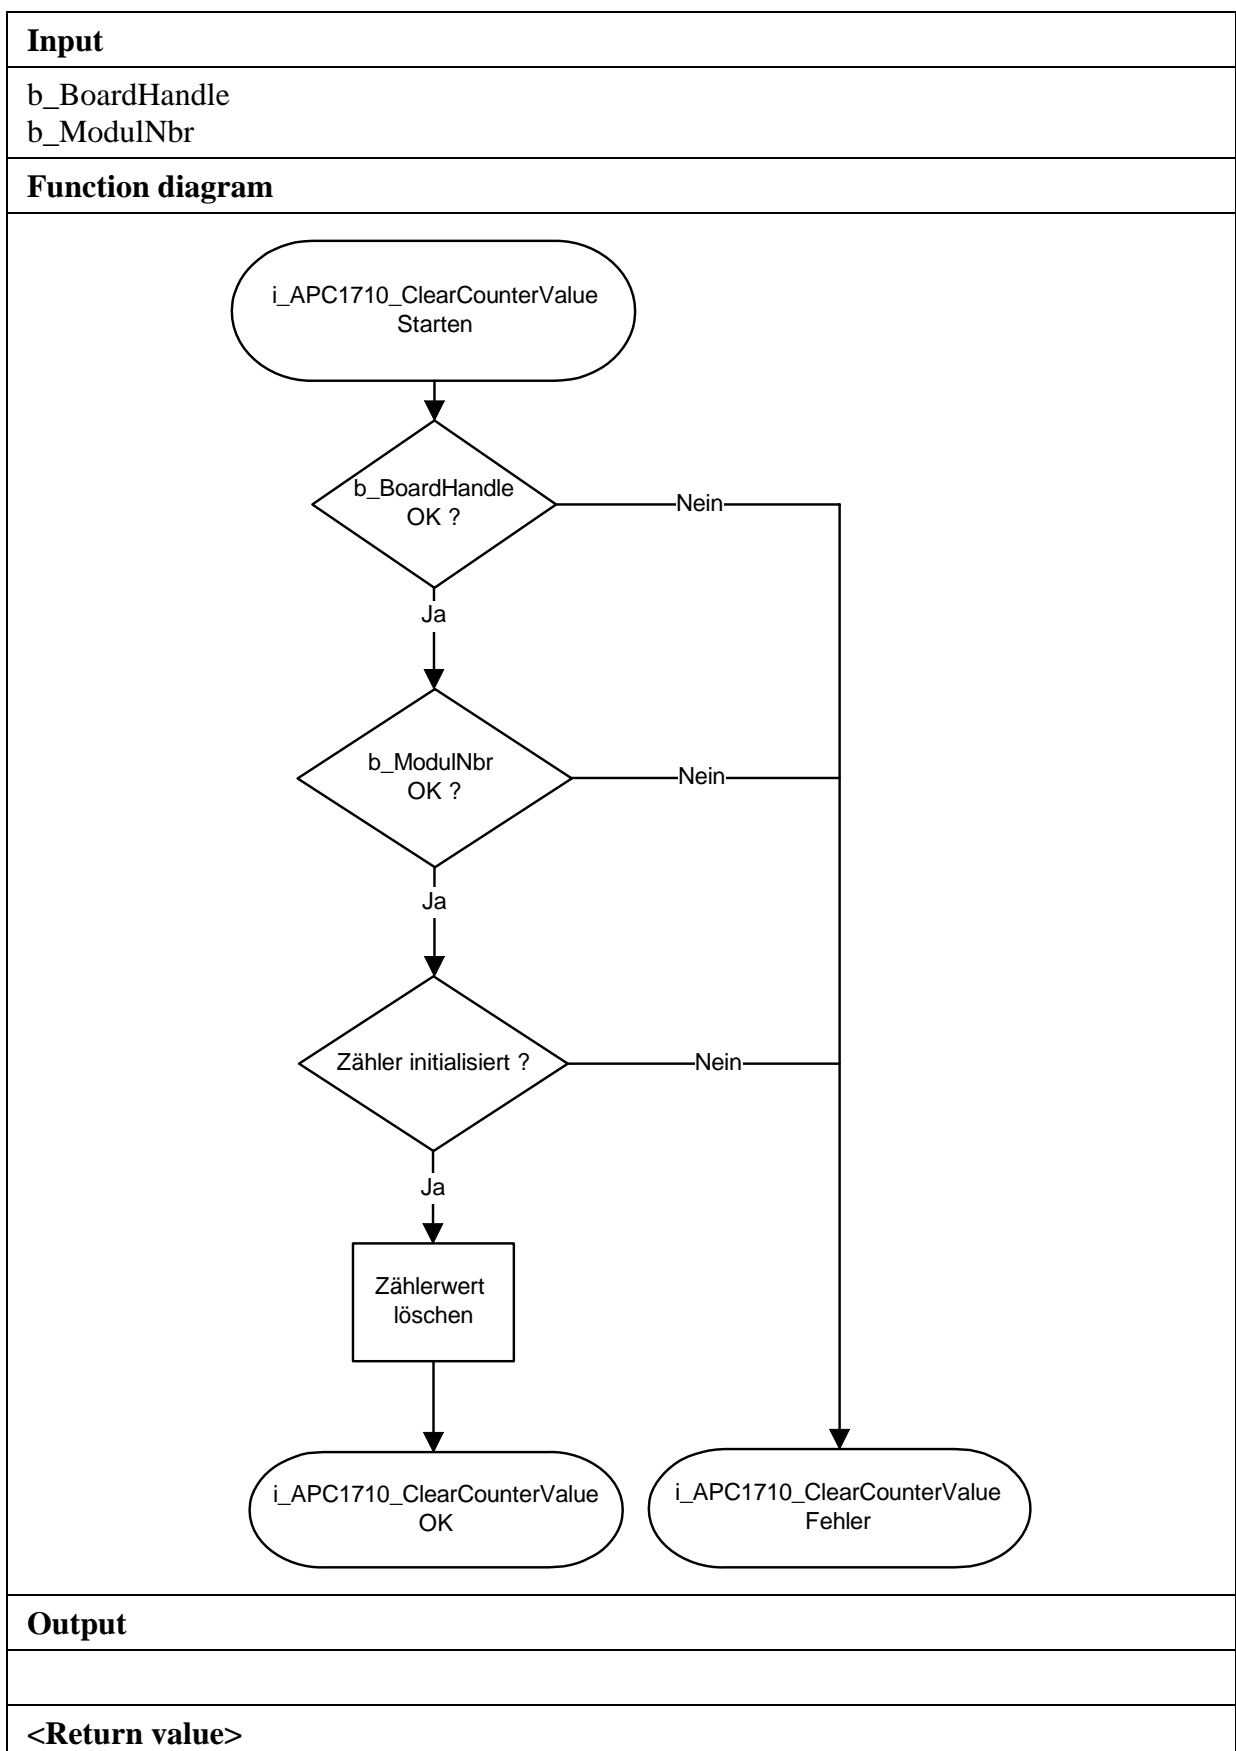 Input
b_BoardHandle
b_ModulNbr
Function diagram
i_APC1710_ClearCounterValue
Starten
b_BoardHandle
OK ?
Nein
Ja
b_ModulNbr
OK ?
Nein
Ja
Zähler initialisiert ?
Nein
Ja
Zählerwert
löschen
i_APC1710_ClearCounterValue
OK
i_APC1710_ClearCounterValue
Fehler
Output
<Return value>